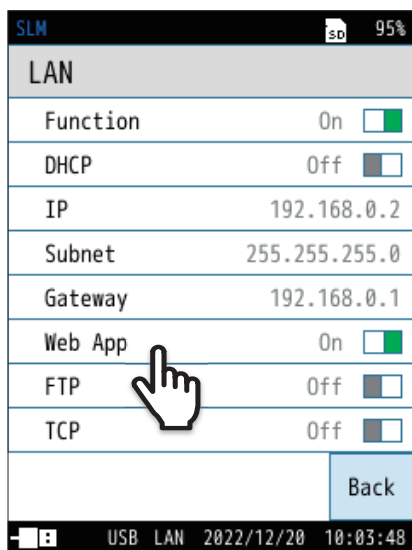 SLM SD 95%
LAN
Function On
DHCP Off
IP 192.168.0.2
Subnet 255.255.255.0
Gateway 192.168.0.1
Web App On
FTP Off
TCP Off
Back
USB LAN 2022/12/20 10:03:48